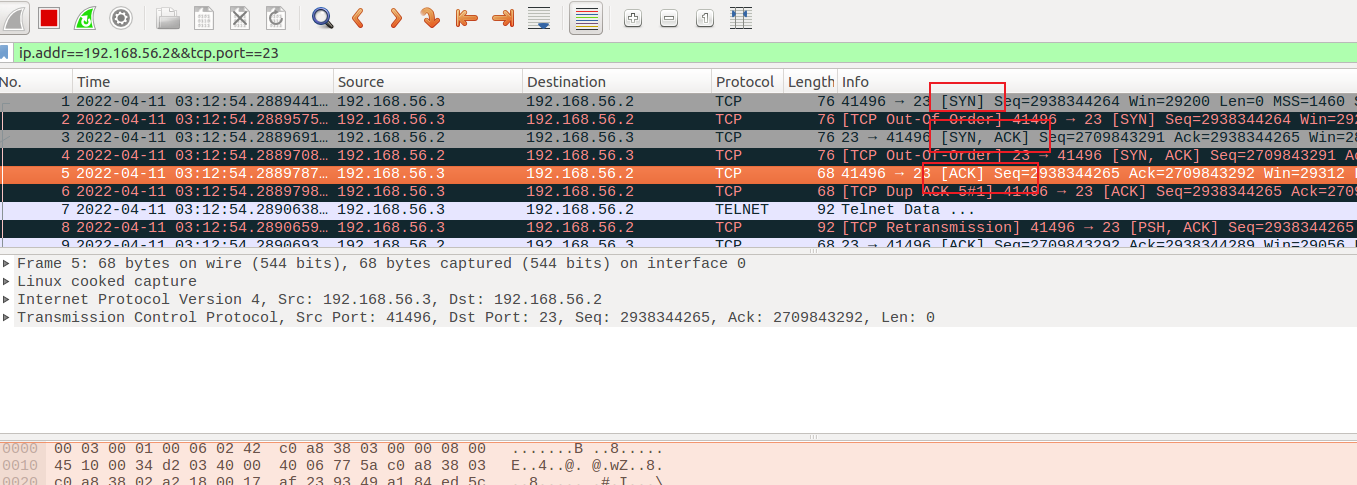 ip.addr==192.168.56.2&&tcp.port==23
No. Time Source Destination Protocol Length Info
1 2022-04-11 03:12:54.2889441… 192.168.56.3 192.168.56.2 TCP 76 41496 → 23 [SYN] Seq=2938344264 Win=29200 Len=0 MSS=1460 S
2 2022-04-11 03:12:54.2889575… 192.168.56.3 192.168.56.2 TCP 76 [TCP Out-Of-Order] 41496 → 23 [SYN] Seq=2938344264 Win=292
3 2022-04-11 03:12:54.2889691… 192.168.56.2 192.168.56.3 TCP 76 23 → 41496 [SYN, ACK] Seq=2709843291 Ack=2938344265 Win=28
4 2022-04-11 03:12:54.2889708… 192.168.56.2 192.168.56.3 TCP 76 [TCP Out-Of-Order] 23 → 41496 [SYN, ACK] Seq=2709843291 A
5 2022-04-11 03:12:54.2889787… 192.168.56.3 192.168.56.2 TCP 68 41496 → 23 [ACK] Seq=2938344265 Ack=2709843292 Win=29312 L
6 2022-04-11 03:12:54.2889798… 192.168.56.3 192.168.56.2 TCP 68 [TCP Dup ACK 5#1] 41496 → 23 [ACK] Seq=2938344265 Ack=2709
7 2022-04-11 03:12:54.2890638… 192.168.56.3 192.168.56.2 TELNET 92 Telnet Data ...
8 2022-04-11 03:12:54.2890659… 192.168.56.3 192.168.56.2 TCP 92 [TCP Retransmission] 41496 → 23 [PSH, ACK] Seq=2938344265
9 2022-04-11 03:12:54.2890693… 192.168.56.2 192.168.56.3 TCP 68 23 → 41496 [ACK] Seq=2709843292 Ack=2938344289 Win=29056 L
Frame 5: 68 bytes on wire (544 bits), 68 bytes captured (544 bits) on interface 0
Linux cooked capture
Internet Protocol Version 4, Src: 192.168.56.3, Dst: 192.168.56.2
Transmission Control Protocol, Src Port: 41496, Dst Port: 23, Seq: 2938344265, Ack: 2709843292, Len: 0
0000 00 03 00 01 00 06 02 42 c0 a8 38 03 00 00 08 00 .......B ..8.....
0010 45 10 00 34 d2 03 40 00 40 06 77 5a c0 a8 38 03 E..4..@. @.wZ..8.
0020 c0 a8 38 02 a2 18 00 17 af 23 93 49 a1 84 ed 5c ..8..... .#.I...\